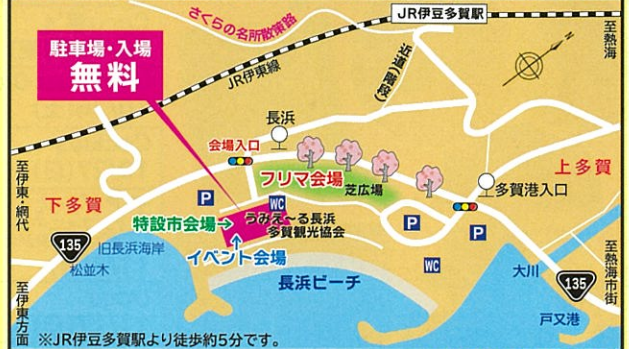 さくらの名所散策路
JR伊豆多賀駅
至熱海
駐車場・入場
無料
JR伊東線
近道(階段)
N
長浜
会場入口
フリマ会場
芝広場
上多賀
多賀港入口
至伊東・網代
下多賀
P
WC
うみえ〜る長浜
多賀観光協会
特設市会場→
イベント会場
P
P
P
WC
135
旧長浜海岸
松並木
長浜ビーチ
大川
135
戸又港
至熱海市街
至伊東方面
※JR伊豆多賀駅より徒歩約5分です。